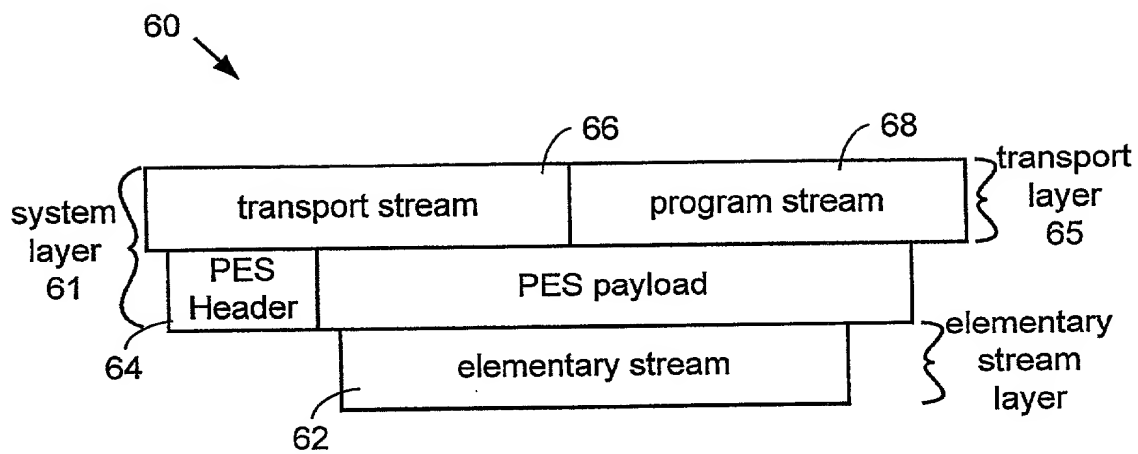 60
66
68
system
layer
61
transport stream
program stream
transport
layer
65
PES
Header
PES payload
64
elementary stream
elementary
stream
layer
62